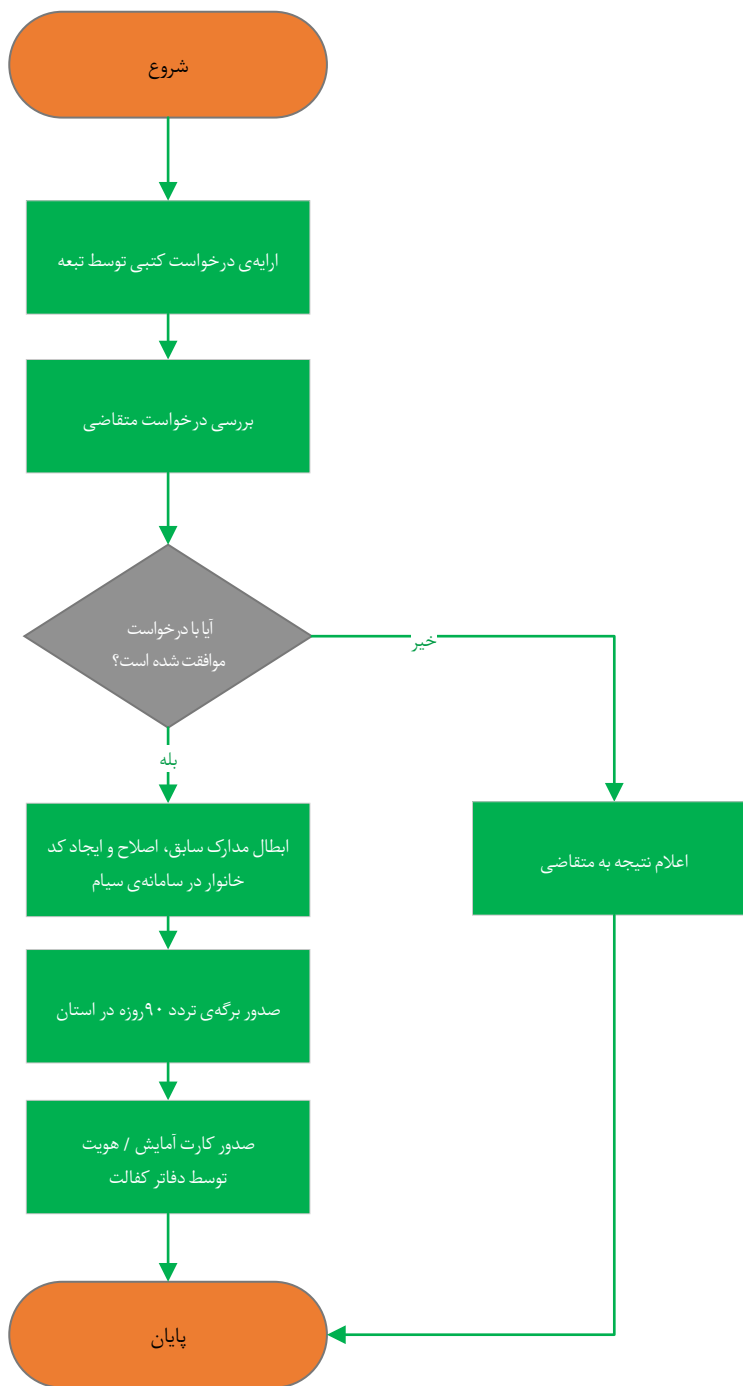 شروع
ارایه‌ی درخواست کتبی توسط تبعه
بررسی درخواست متقاضی
آیا با درخواست
موافقت شده است؟
خیر
بله
ابطال مدارک سابق، اصلاح و ایجاد کد
خانوار در سامانه‌ی سیام
اعلام نتیجه به متقاضی
صدور برگه‌ی تردد ۹۰روزه در استان
صدور کارت آمایش / هویت
توسط دفاتر کفالت
پایان